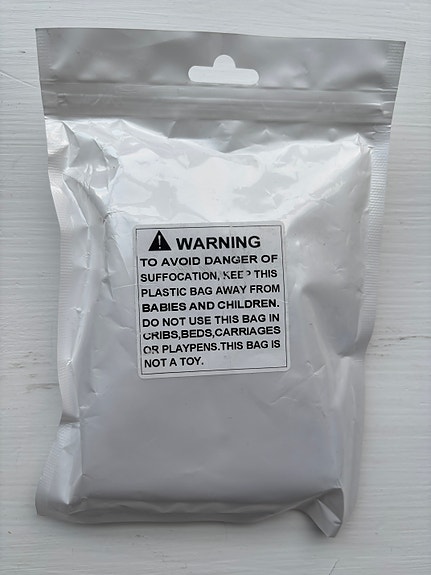 WARNING
TO AVOID DANGER OF
SUFFOCATION, KEEP THIS
PLASTIC BAG AWAY FROM
BABIES AND CHILDREN.
DO NOT USE THIS BAG IN
CRIBS,BEDS,CARRIAGES
OR PLAYPENS.THIS BAG IS
NOT A TOY.